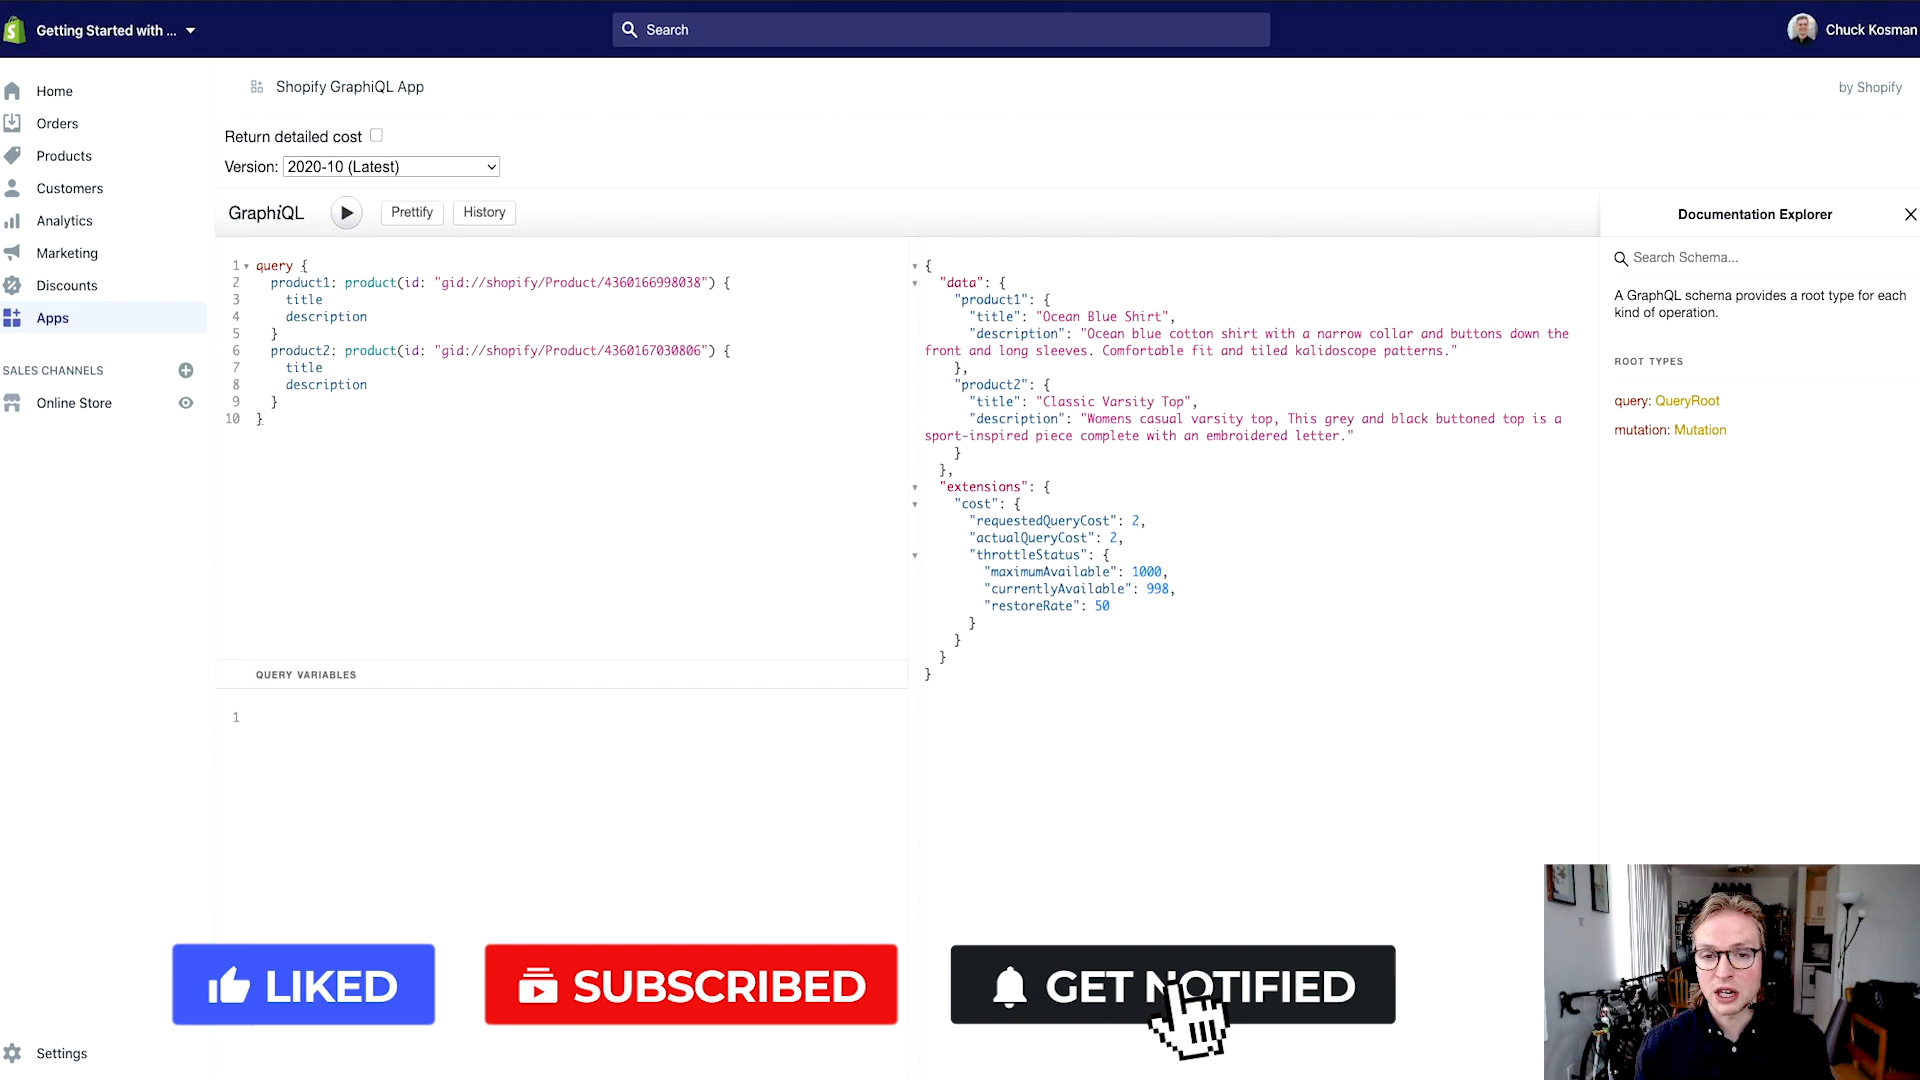 Getting Started with ...
Search
Chuck Kosman
Home
Orders
Products
Customers
Analytics
Marketing
Discounts
Apps
SALES CHANNELS
Online Store
Settings
Shopify GraphiQL App
by Shopify
Return detailed cost
Version: 2020-10 (Latest)
GraphiQL
Prettify
History
1 query {
2 product1: product(id: "gid://shopify/Product/4360166998038") {
3 title
4 description
5 }
6 product2: product(id: "gid://shopify/Product/4360167030806") {
7 title
8 description
9 }
10 }
QUERY VARIABLES
1
{
"data": {
"product1": {
"title": "Ocean Blue Shirt",
"description": "Ocean blue cotton shirt with a narrow collar and buttons down the
front and long sleeves. Comfortable fit and tiled kalidoscope patterns."
},
"product2": {
"title": "Classic Varsity Top",
"description": "Womens casual varsity top, This grey and black buttoned top is a
sport-inspired piece complete with an embroidered letter."
}
},
"extensions": {
"cost": {
"requestedQueryCost": 2,
"actualQueryCost": 2,
"throttleStatus": {
"maximumAvailable": 1000,
"currentlyAvailable": 998,
"restoreRate": 50
}
}
}
}
Documentation Explorer
Search Schema...
A GraphQL schema provides a root type for each
kind of operation.
ROOT TYPES
query: QueryRoot
mutation: Mutation
LIKED
SUBSCRIBED
GET NOTIFIED